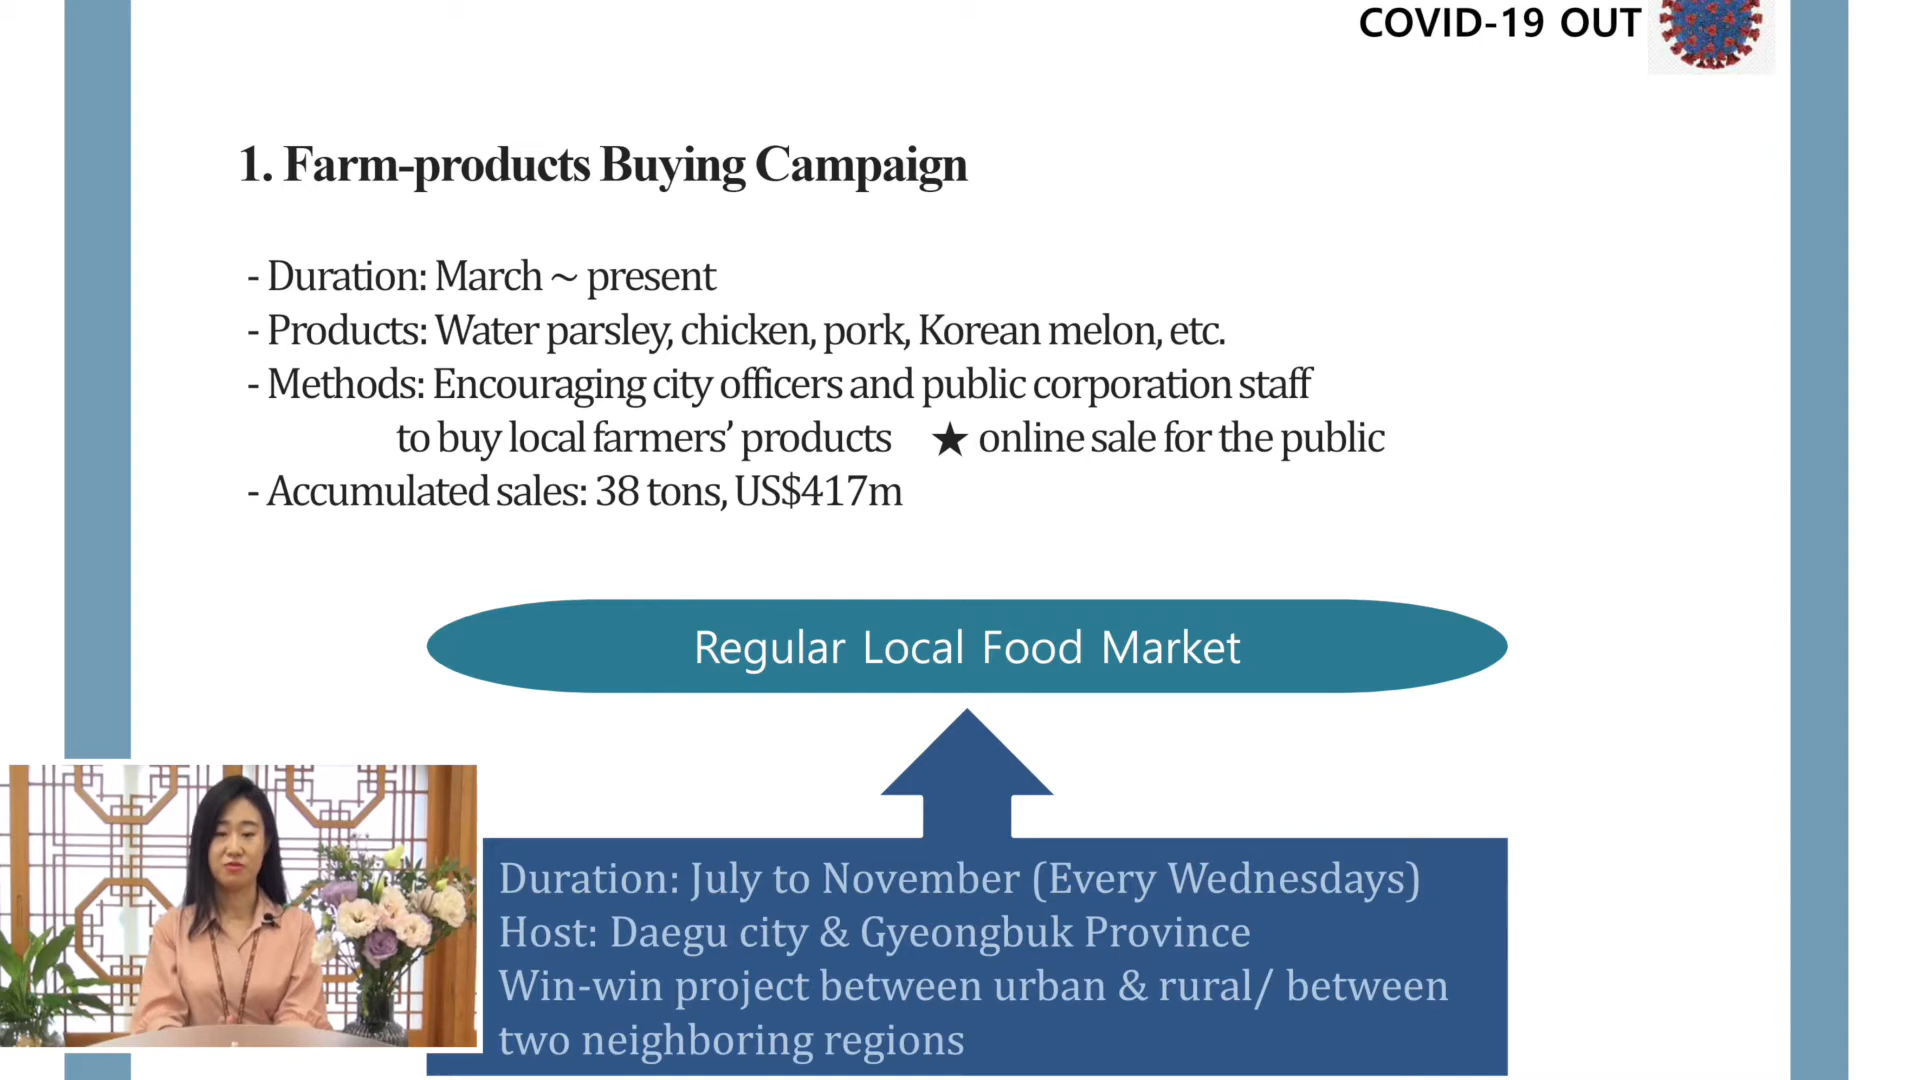 COVID-19 OUT
1. Farm-products Buying Campaign
- Duration: March ~ present
- Products: Water parsley, chicken, pork, Korean melon, etc.
- Methods: Encouraging city officers and public corporation staff
to buy local farmers’ products ★ online sale for the public
- Accumulated sales: 38 tons, US$417m
Regular Local Food Market
Duration: July to November (Every Wednesdays)
Host: Daegu city & Gyeongbuk Province
Win-win project between urban & rural/ between
two neighboring regions